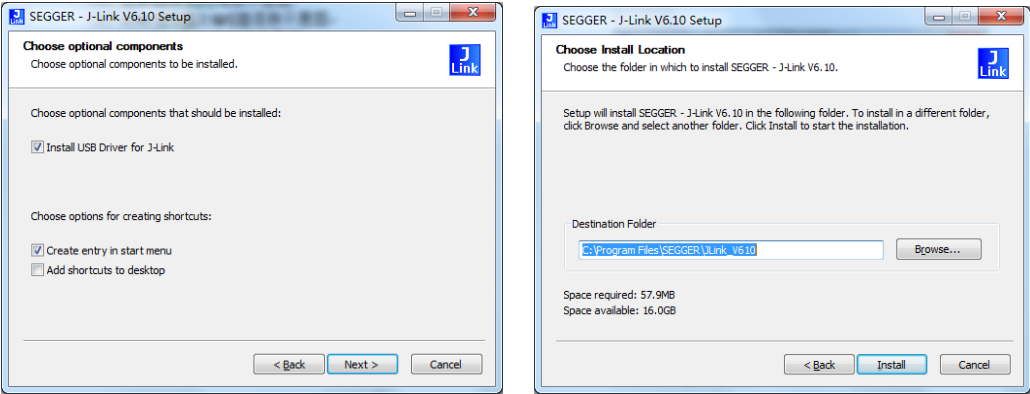 SEGGER - J-Link V6.10 Setup
Choose optional components
Choose optional components to be installed.
J
Link
Choose optional components that should be installed:
Install USB Driver for J-Link
Choose options for creating shortcuts:
Create entry in start menu
Add shortcuts to desktop
< Back
Next >
Cancel
SEGGER - J-Link V6.10 Setup
Choose Install Location
Choose the folder in which to install SEGGER - J-Link V6.10.
J
Link
Setup will install SEGGER - J-Link V6.10 in the following folder. To install in a different folder,
click Browse and select another folder. Click Install to start the installation.
Destination Folder
C:\Program Files\SEGGER\JLink_V610
Browse...
Space required: 57.9MB
Space available: 16.0GB
< Back
Install
Cancel